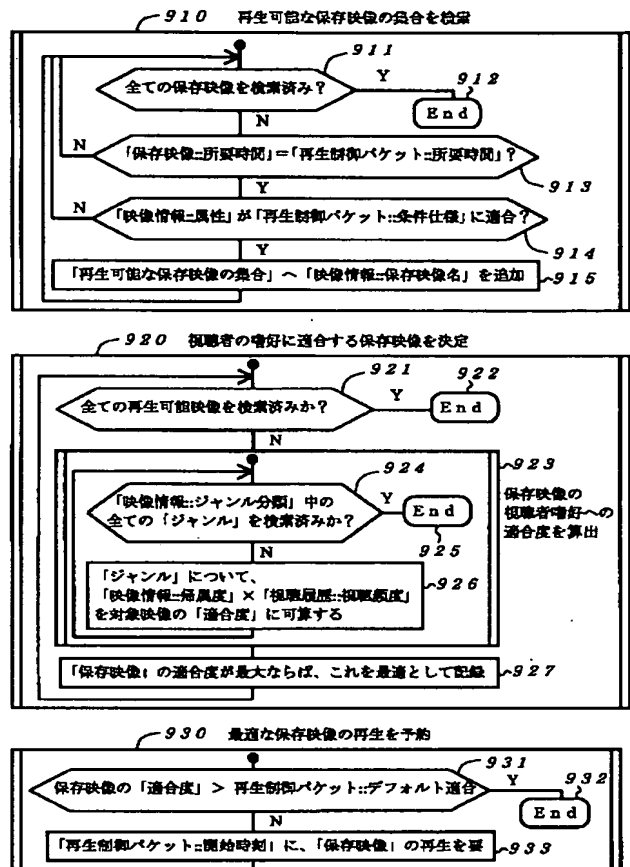 910 再生可能な保存映像の集合を検索
911
全ての保存映像を検索済み？
Y
912
End
N
N
「保存映像::所要時間」＝「再生制御パケット::所要時間」？
913
Y
N
「映像情報::属性」が「再生制御パケット::条件仕様」に適合？
914
Y
「再生可能な保存映像の集合」へ「映像情報::保存映像名」を追加
915
920 視聴者の嗜好に適合する保存映像を決定
921
922
全ての再生可能映像を検索済みか？
Y
End
N
923
924
「映像情報::ジャンル分類」中の
全ての「ジャンル」を検索済みか？
Y
End
保存映像の
視聴者嗜好への
適合度を算出
925
N
「ジャンル」について、
「映像情報::帰属度」×「視聴履歴::視聴頻度」
を対象映像の「適合度」に可算する
926
「保存映像」の適合度が最大ならば、これを最適として記録
927
930 最適な保存映像の再生を予約
931
保存映像の「適合度」＞ 再生制御パケット::デフォルト適合
Y
932
End
N
「再生制御パケット::開始時刻」に、「保存映像」の再生を要
933